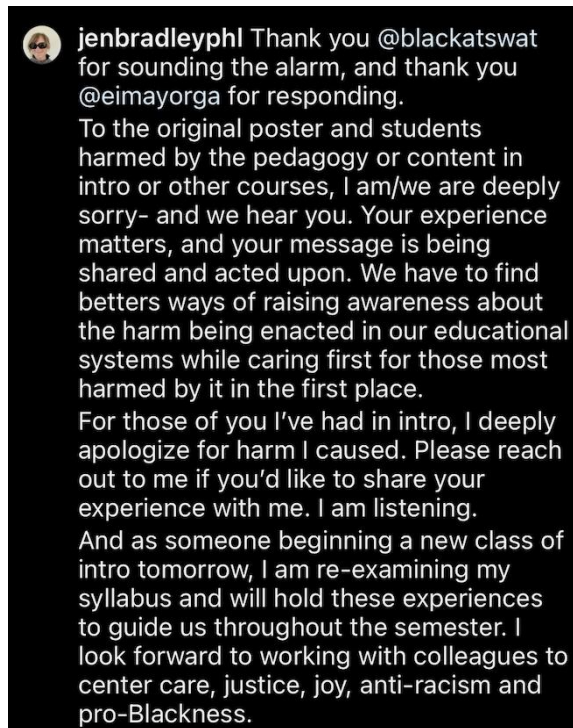 jenbradleyphl Thank you @blackatswat
for sounding the alarm, and thank you
@eimayorga for responding.
To the original poster and students
harmed by the pedagogy or content in
intro or other courses, I am/we are deeply
sorry- and we hear you. Your experience
matters, and your message is being
shared and acted upon. We have to find
betters ways of raising awareness about
the harm being enacted in our educational
systems while caring first for those most
harmed by it in the first place.
For those of you I’ve had in intro, I deeply
apologize for harm I caused. Please reach
out to me if you’d like to share your
experience with me. I am listening.
And as someone beginning a new class of
intro tomorrow, I am re-examining my
syllabus and will hold these experiences
to guide us throughout the semester. I
look forward to working with colleagues to
center care, justice, joy, anti-racism and
pro-Blackness.